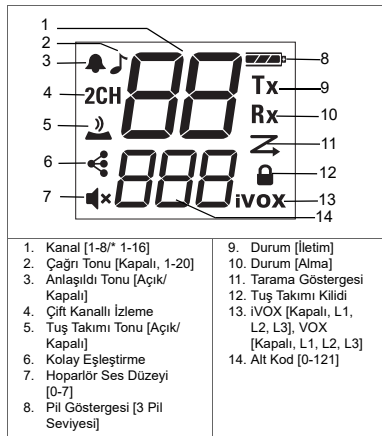 1
2
3
4
5
6
7
88
2CH
888
Tx
Rx
iVOX
8
9
10
11
12
13
14
1. Kanal [1-8/* 1-16]
2. Çağrı Tonu [Kapalı, 1-20]
3. Anlaşıldı Tonu [Açık/
Kapalı]
4. Çift Kanallı İzleme
5. Tuş Takımı Tonu [Açık/
Kapalı]
6. Kolay Eşleştirme
7. Hoparlör Ses Düzeyi
[0-7]
8. Pil Göstergesi [3 Pil
Seviyesi]
9. Durum [İletim]
10. Durum [Alma]
11. Tarama Göstergesi
12. Tuş Takımı Kilidi
13. iVOX [Kapalı, L1,
L2, L3], VOX
[Kapalı, L1, L2, L3]
14. Alt Kod [0-121]